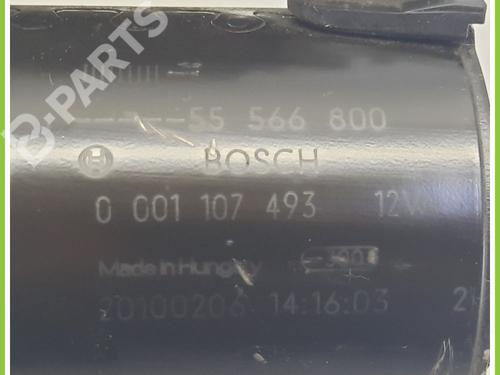 B-PARTS
------55 566 800
BOSCH
0 001 107 493 12V
Made in Hungary
20100206 14:16:03